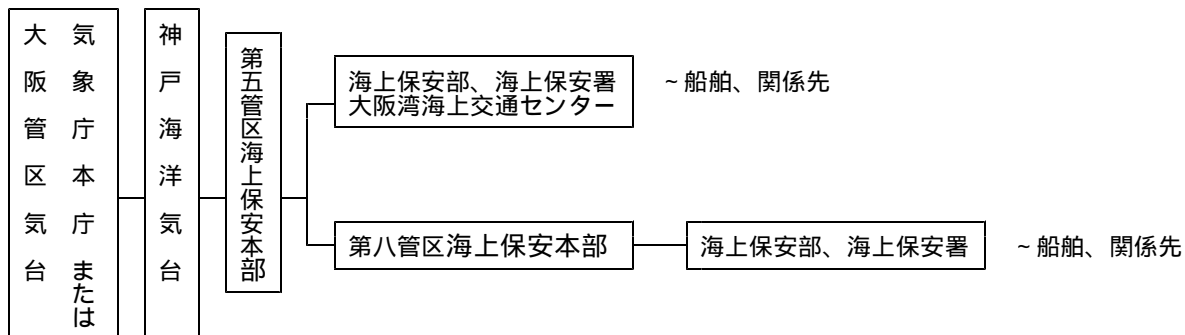 気象庁本庁または
大阪管区気象台
神戸海洋気台
第五管区海上保安本部
海上保安部、海上保安署
大阪湾海上交通センター
~船舶、関係先
第八管区海上保安本部
海上保安部、海上保安署
~船舶、関係先